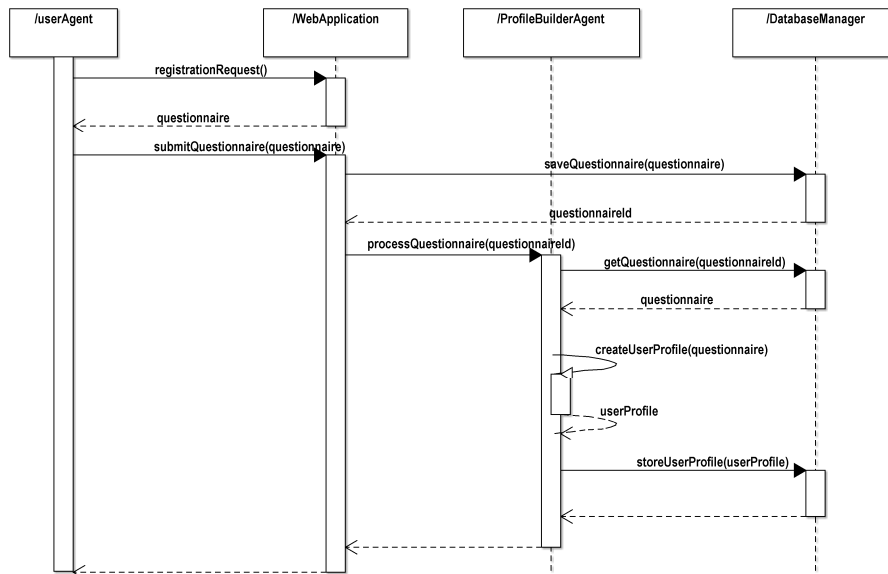 /userAgent
/WebApplication
/ProfileBuilderAgent
/DatabaseManager
registrationRequest()
questionnaire
submitQuestionnaire(questionnaire)
saveQuestionnaire(questionnaire)
questionnaireId
processQuestionnaire(questionnaireId)
getQuestionnaire(questionnaireId)
questionnaire
createUserProfile(questionnaire)
userProfile
storeUserProfile(userProfile)